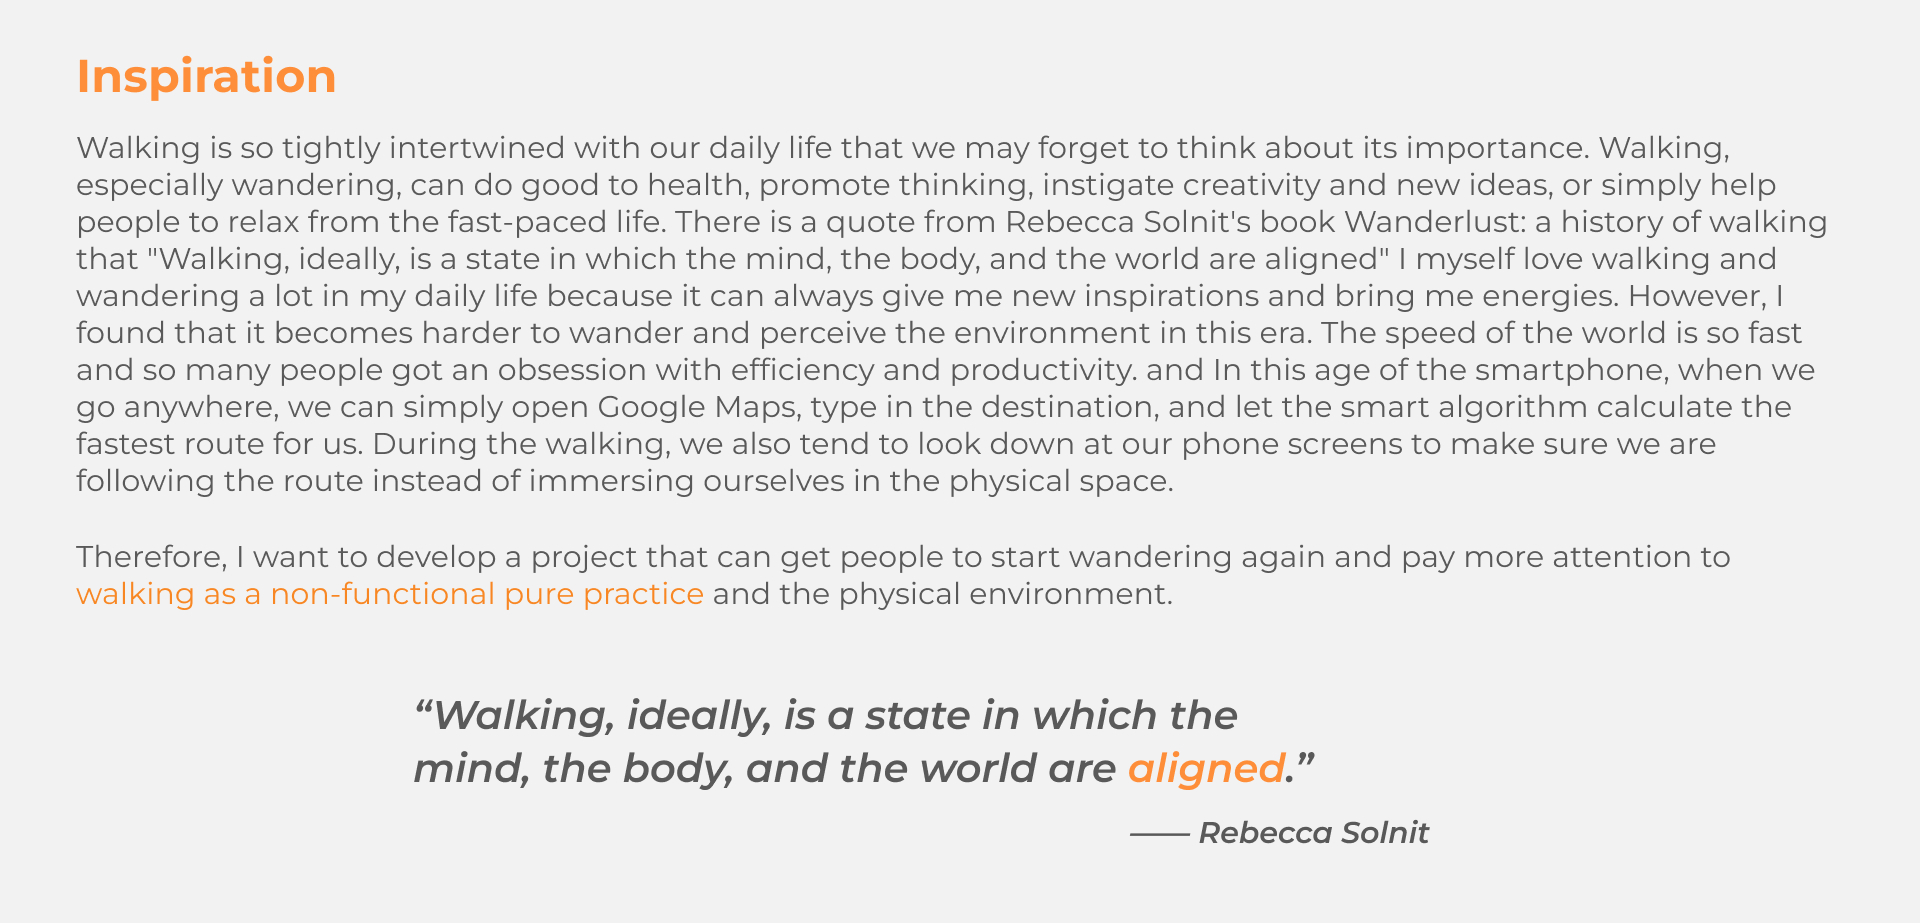 Inspiration
Walking is so tightly intertwined with our daily life that we may forget to think about its importance. Walking,
especially wandering, can do good to health, promote thinking, instigate creativity and new ideas, or simply help
people to relax from the fast-paced life. There is a quote from Rebecca Solnit's book Wanderlust: a history of walking
that "Walking, ideally, is a state in which the mind, the body, and the world are aligned" I myself love walking and
wandering a lot in my daily life because it can always give me new inspirations and bring me energies. However, I
found that it becomes harder to wander and perceive the environment in this era. The speed of the world is so fast
and so many people got an obsession with efficiency and productivity. and In this age of the smartphone, when we
go anywhere, we can simply open Google Maps, type in the destination, and let the smart algorithm calculate the
fastest route for us. During the walking, we also tend to look down at our phone screens to make sure we are
following the route instead of immersing ourselves in the physical space.
Therefore, I want to develop a project that can get people to start wandering again and pay more attention to
walking as a non-functional pure practice and the physical environment.
“Walking, ideally, is a state in which the
mind, the body, and the world are aligned.”
—— Rebecca Solnit